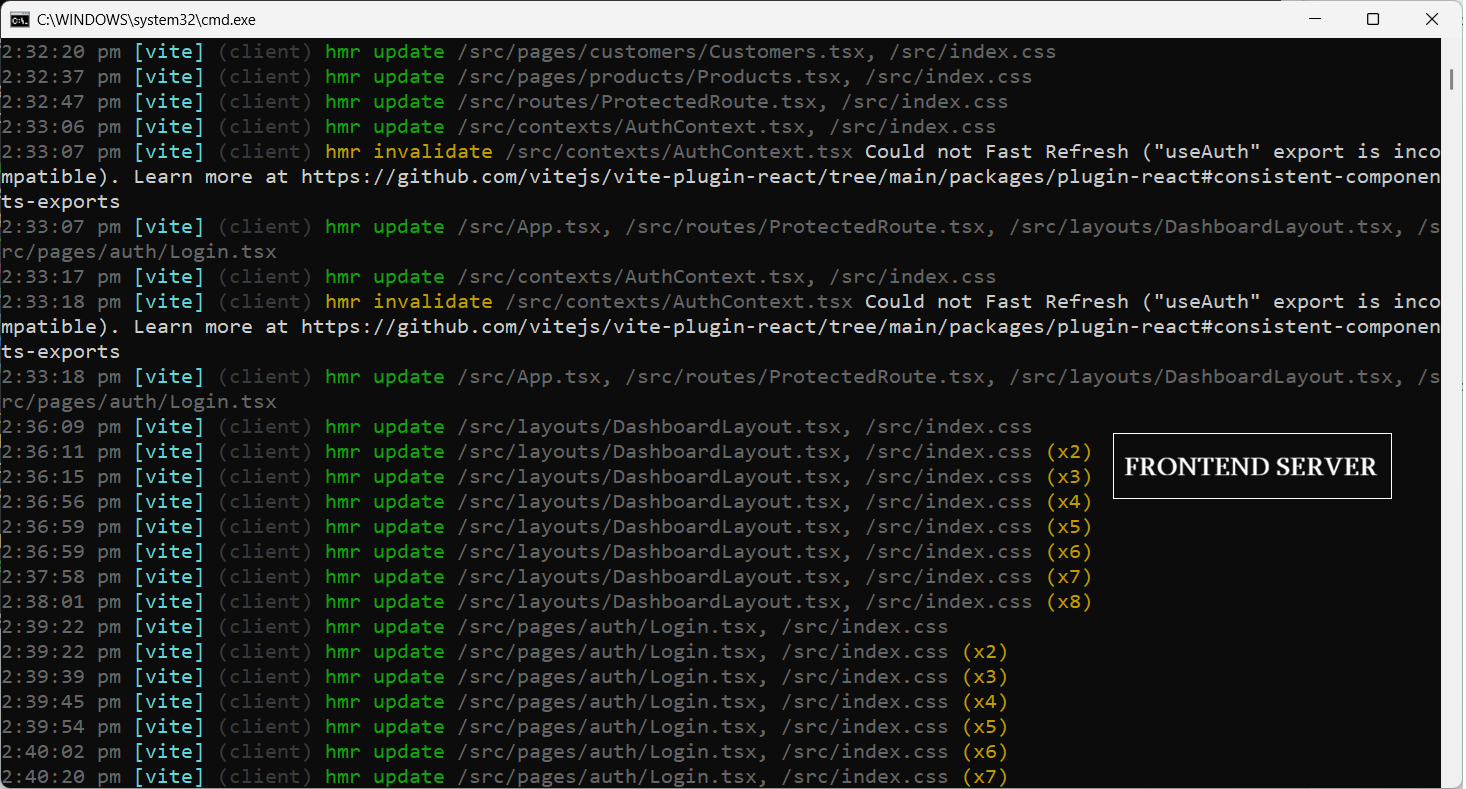 C:\WINDOWS\system32\cmd.exe
2:32:20 pm [vite] (client) hmr update /src/pages/customers/Customers.tsx, /src/index.css
2:32:37 pm [vite] (client) hmr update /src/pages/products/Products.tsx, /src/index.css
2:32:47 pm [vite] (client) hmr update /src/routes/ProtectedRoute.tsx, /src/index.css
2:33:06 pm [vite] (client) hmr update /src/contexts/AuthContext.tsx, /src/index.css
2:33:07 pm [vite] (client) hmr invalidate /src/contexts/AuthContext.tsx Could not Fast Refresh ("useAuth" export is inco
mpatible). Learn more at https://github.com/vitejs/vite-plugin-react/tree/main/packages/plugin-react#consistent-componen
ts-exports
2:33:07 pm [vite] (client) hmr update /src/App.tsx, /src/routes/ProtectedRoute.tsx, /src/layouts/DashboardLayout.tsx, /s
rc/pages/auth/Login.tsx
2:33:17 pm [vite] (client) hmr update /src/contexts/AuthContext.tsx, /src/index.css
2:33:18 pm [vite] (client) hmr invalidate /src/contexts/AuthContext.tsx Could not Fast Refresh ("useAuth" export is inco
mpatible). Learn more at https://github.com/vitejs/vite-plugin-react/tree/main/packages/plugin-react#consistent-componen
ts-exports
2:33:18 pm [vite] (client) hmr update /src/App.tsx, /src/routes/ProtectedRoute.tsx, /src/layouts/DashboardLayout.tsx, /s
rc/pages/auth/Login.tsx
2:36:09 pm [vite] (client) hmr update /src/layouts/DashboardLayout.tsx, /src/index.css
2:36:11 pm [vite] (client) hmr update /src/layouts/DashboardLayout.tsx, /src/index.css (x2)
2:36:15 pm [vite] (client) hmr update /src/layouts/DashboardLayout.tsx, /src/index.css (x3)
FRONTEND SERVER
2:36:56 pm [vite] (client) hmr update /src/layouts/DashboardLayout.tsx, /src/index.css (x4)
2:36:59 pm [vite] (client) hmr update /src/layouts/DashboardLayout.tsx, /src/index.css (x5)
2:36:59 pm [vite] (client) hmr update /src/layouts/DashboardLayout.tsx, /src/index.css (x6)
2:37:58 pm [vite] (client) hmr update /src/layouts/DashboardLayout.tsx, /src/index.css (x7)
2:38:01 pm [vite] (client) hmr update /src/layouts/DashboardLayout.tsx, /src/index.css (x8)
2:39:22 pm [vite] (client) hmr update /src/pages/auth/Login.tsx, /src/index.css
2:39:22 pm [vite] (client) hmr update /src/pages/auth/Login.tsx, /src/index.css (x2)
2:39:39 pm [vite] (client) hmr update /src/pages/auth/Login.tsx, /src/index.css (x3)
2:39:45 pm [vite] (client) hmr update /src/pages/auth/Login.tsx, /src/index.css (x4)
2:39:54 pm [vite] (client) hmr update /src/pages/auth/Login.tsx, /src/index.css (x5)
2:40:02 pm [vite] (client) hmr update /src/pages/auth/Login.tsx, /src/index.css (x6)
2:40:20 pm [vite] (client) hmr update /src/pages/auth/Login.tsx, /src/index.css (x7)